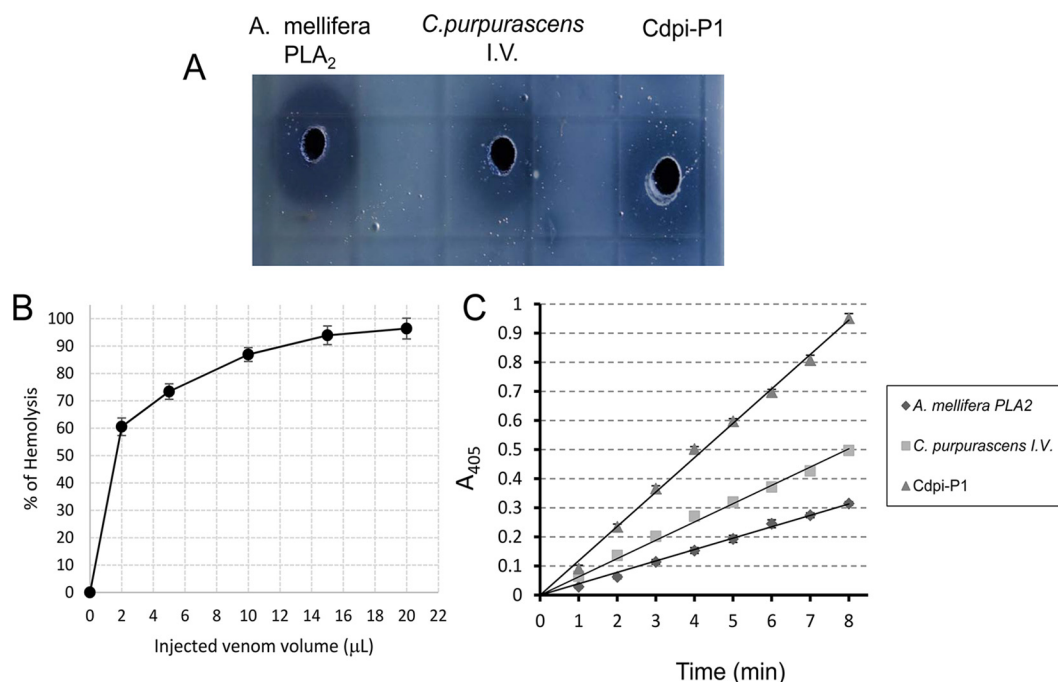 A. mellifera
PLA₂
C.purpurascens
I.V.
Cdpi-P1
A
B
100
90
80
70
60
50
40
30
20
10
0
% of Hemolysis
0 2 4 6 8 10 12 14 16 18 20 22
Injected venom volume (μL)
C
1
0.9
0.8
0.7
0.6
0.5
0.4
0.3
0.2
0.1
0
A₄₀₅
0 1 2 3 4 5 6 7 8
Time (min)
A. mellifera PLA2
C. purpurascens I.V.
Cdpi-P1